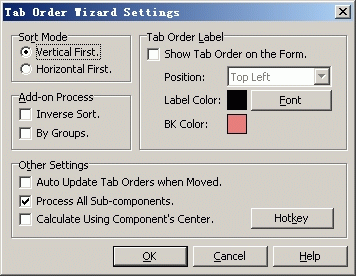 Tab Order Wizard Settings
Sort Mode
Vertical First.
Horizontal First.
Add-on Process
Inverse Sort.
By Groups.
Tab Order Label
Show Tab Order on the Form.
Position: Top Left
Label Color: Font
BK Color:
Other Settings
Auto Update Tab Orders when Moved.
Process All Sub-components.
Calculate Using Component's Center.
Hotkey
OK Cancel Help